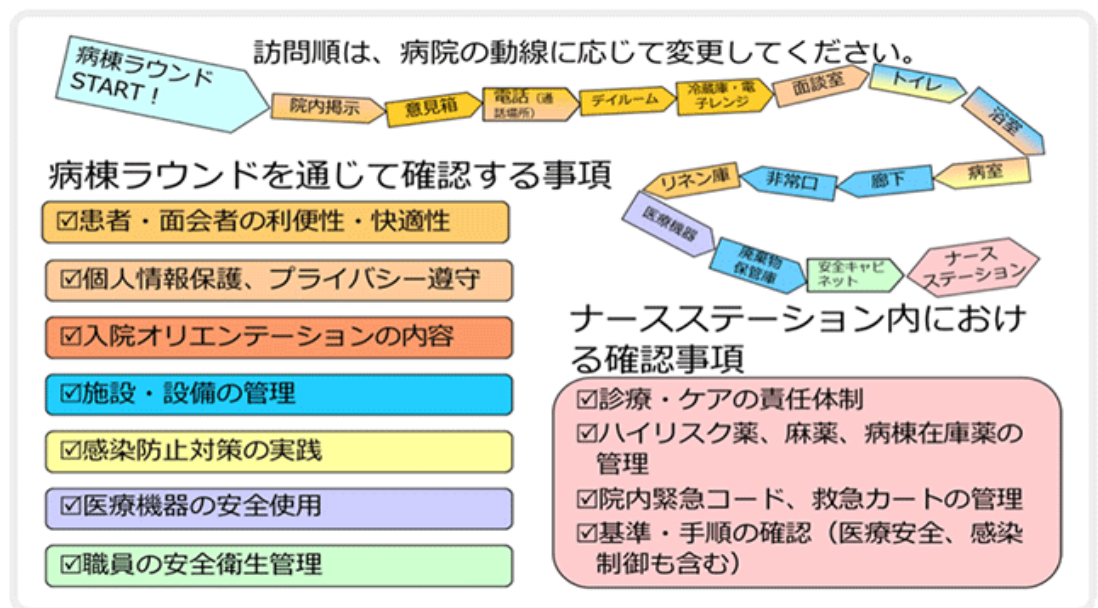 訪問順は、病院の動線に応じて変更してください。
病棟ラウンド
START！
院内掲示
意見箱
電話（通
話場所）
デイルーム
冷蔵庫・電
子レンジ
面談室
トイレ
浴室
病室
廊下
非常口
リネン庫
医療機器
廃棄物
保管庫
安全キャビ
ネット
ナース
ステーション
病棟ラウンドを通じて確認する事項
☑患者・面会者の利便性・快適性
☑個人情報保護、プライバシー遵守
☑入院オリエンテーションの内容
☑施設・設備の管理
☑感染防止対策の実践
☑医療機器の安全使用
☑職員の安全衛生管理
ナースステーション内におけ
る確認事項
☑診療・ケアの責任体制
☑ハイリスク薬、麻薬、病棟在庫薬の
管理
☑院内緊急コード、救急カートの管理
☑基準・手順の確認（医療安全、感染
制御も含む）